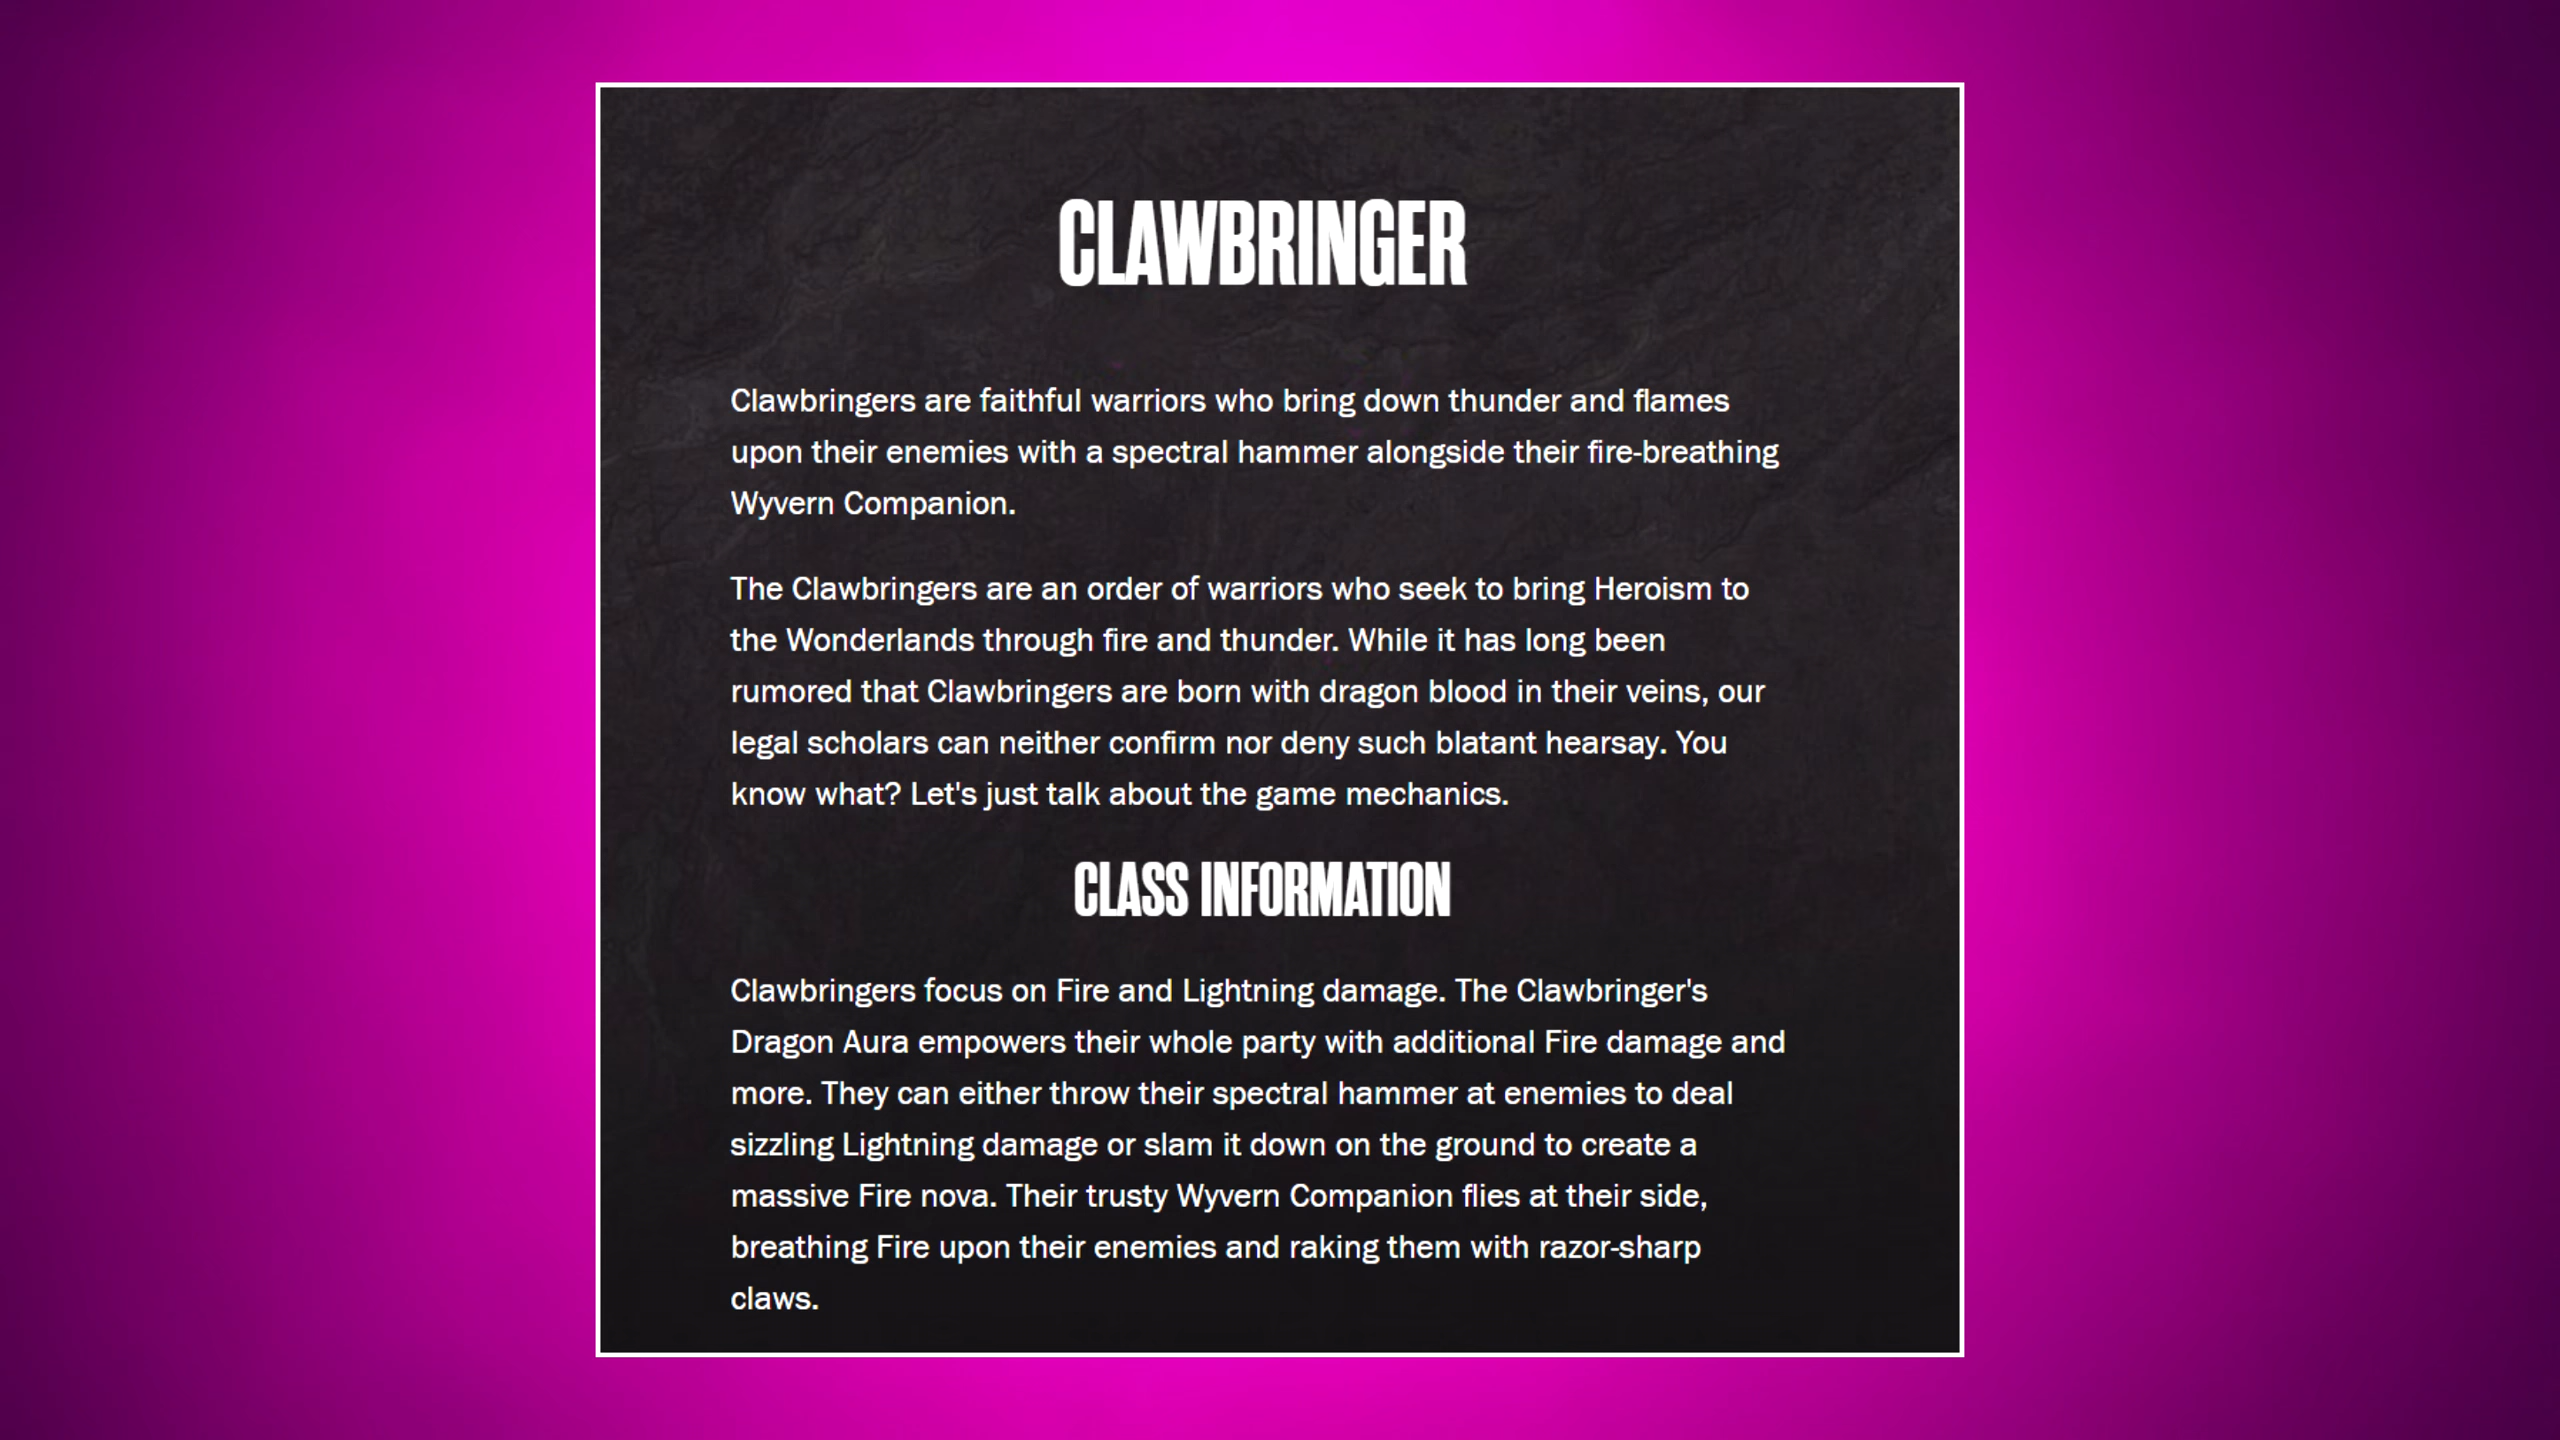 CLAWBRINGER
Clawbringers are faithful warriors who bring down thunder and flames
upon their enemies with a spectral hammer alongside their fire-breathing
Wyvern Companion.
The Clawbringers are an order of warriors who seek to bring Heroism to
the Wonderlands through fire and thunder. While it has long been
rumored that Clawbringers are born with dragon blood in their veins, our
legal scholars can neither confirm nor deny such blatant hearsay. You
know what? Let's just talk about the game mechanics.
CLASS INFORMATION
Clawbringers focus on Fire and Lightning damage. The Clawbringer's
Dragon Aura empowers their whole party with additional Fire damage and
more. They can either throw their spectral hammer at enemies to deal
sizzling Lightning damage or slam it down on the ground to create a
massive Fire nova. Their trusty Wyvern Companion flies at their side,
breathing Fire upon their enemies and raking them with razor-sharp
claws.